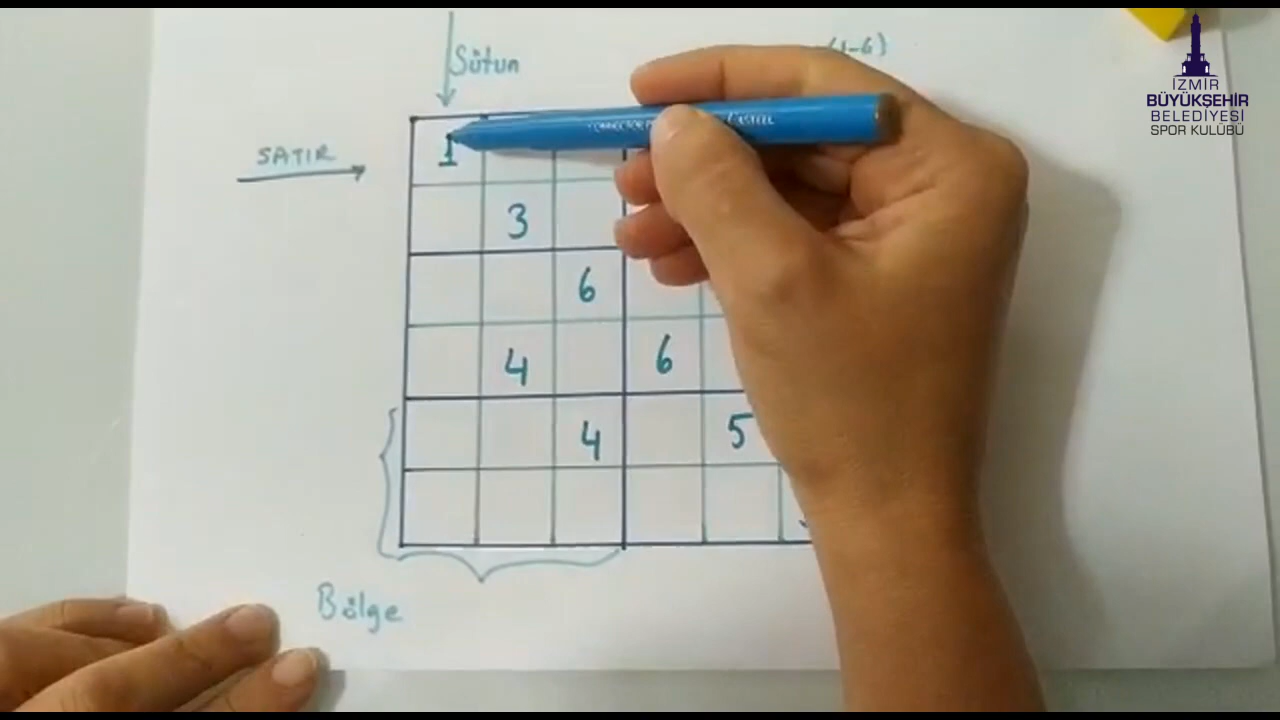 Sütun
(1-6)
SATIR
1
3
6
4 6
4 5
Bölge
İZMİR
BÜYÜKŞEHİR
BELEDİYESİ
SPOR KULÜBÜ